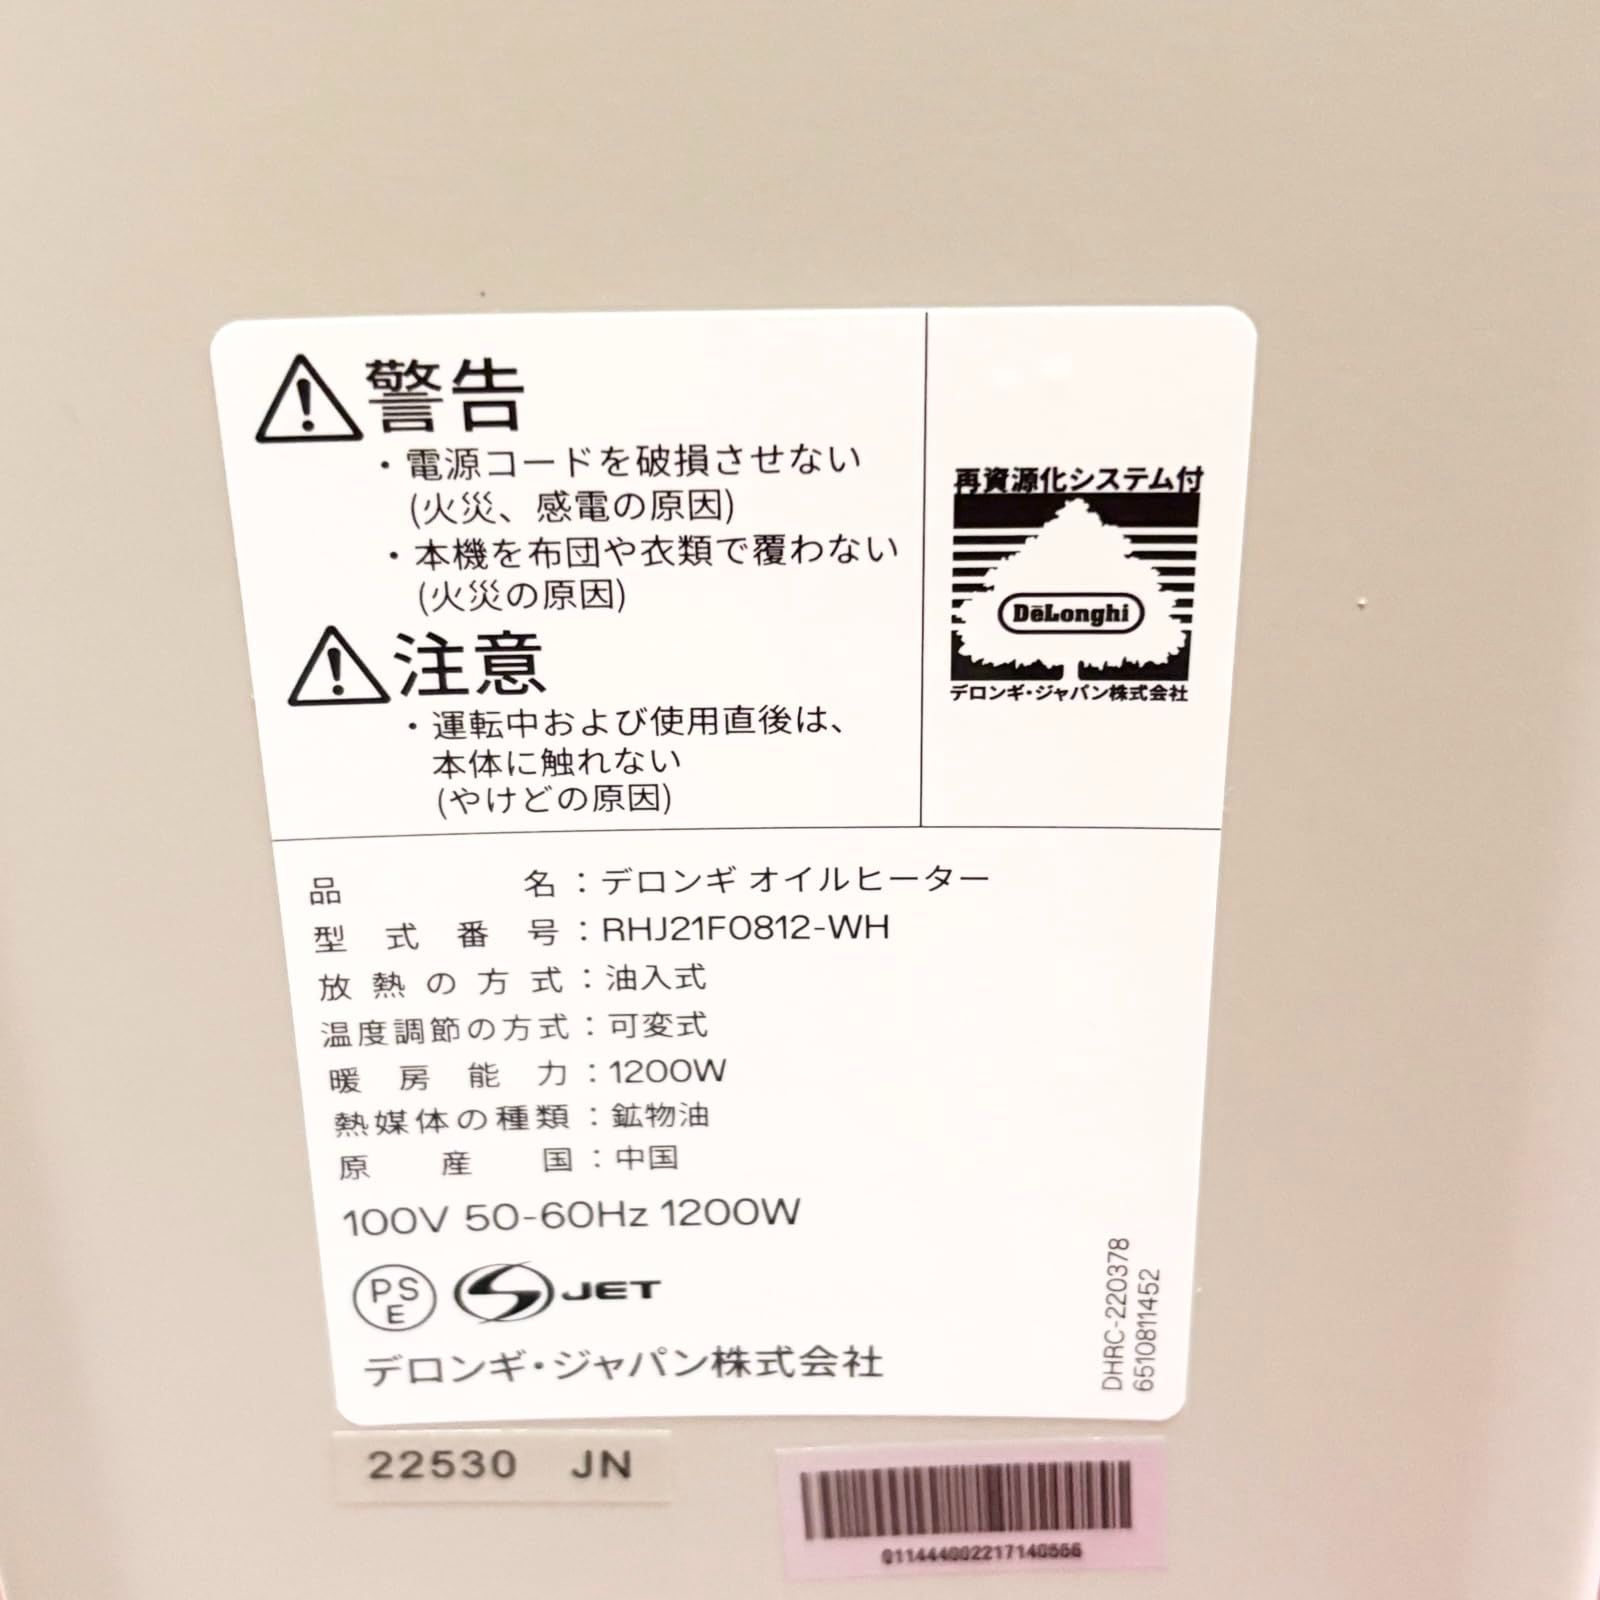 警告
・電源コードを破損させない
(火災、感電の原因)
・本機を布団や衣類で覆わない
(火災の原因)
注意
・運転中および使用直後は、
本体に触れない
(やけどの原因)
再資源化システム付
DeLonghi
デロンギ・ジャパン株式会社
品名：デロンギ オイルヒーター
型式番号：RHJ21F0812-WH
放熱の方式：油入式
温度調節の方式：可変式
暖房能力：1200W
熱媒体の種類：鉱物油
原産国：中国
100V 50-60Hz 1200W
PSE
JET
デロンギ・ジャパン株式会社
DHRC-220378
6510811452
22530 JN